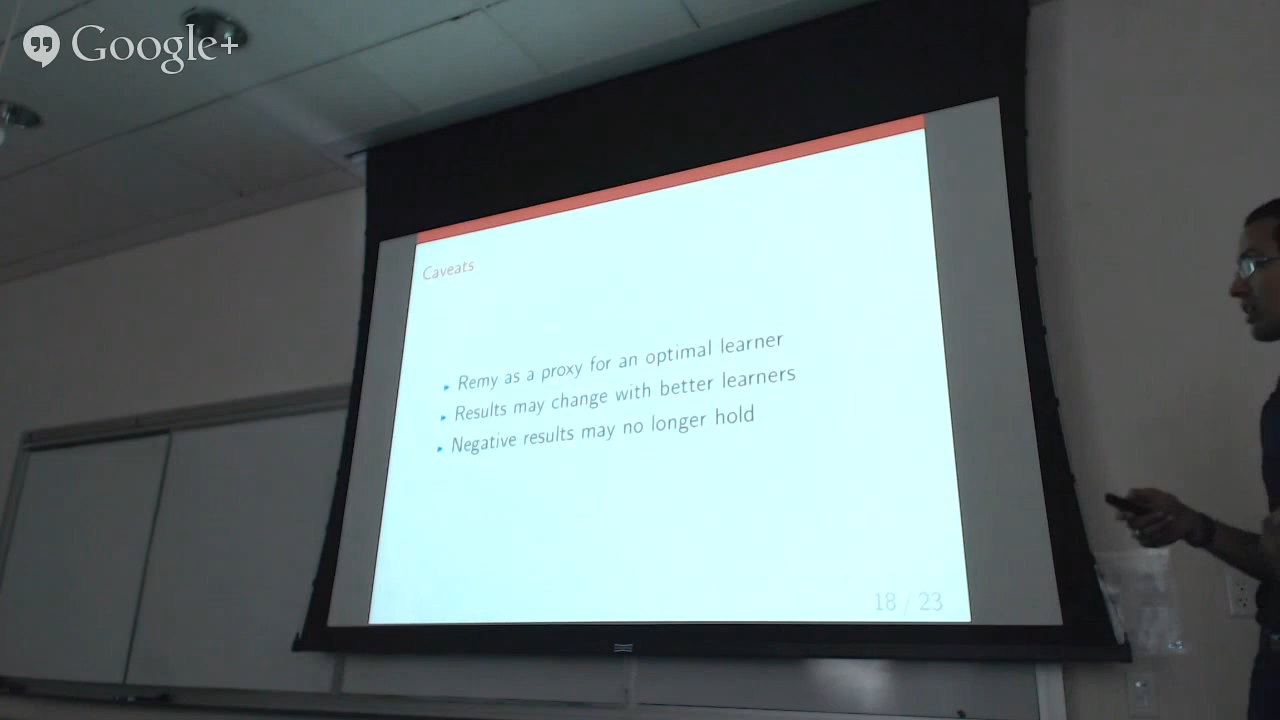 Google+
Caveats
Remy as a proxy for an optimal learner
Results may change with better learners
Negative results may no longer hold
18 / 23